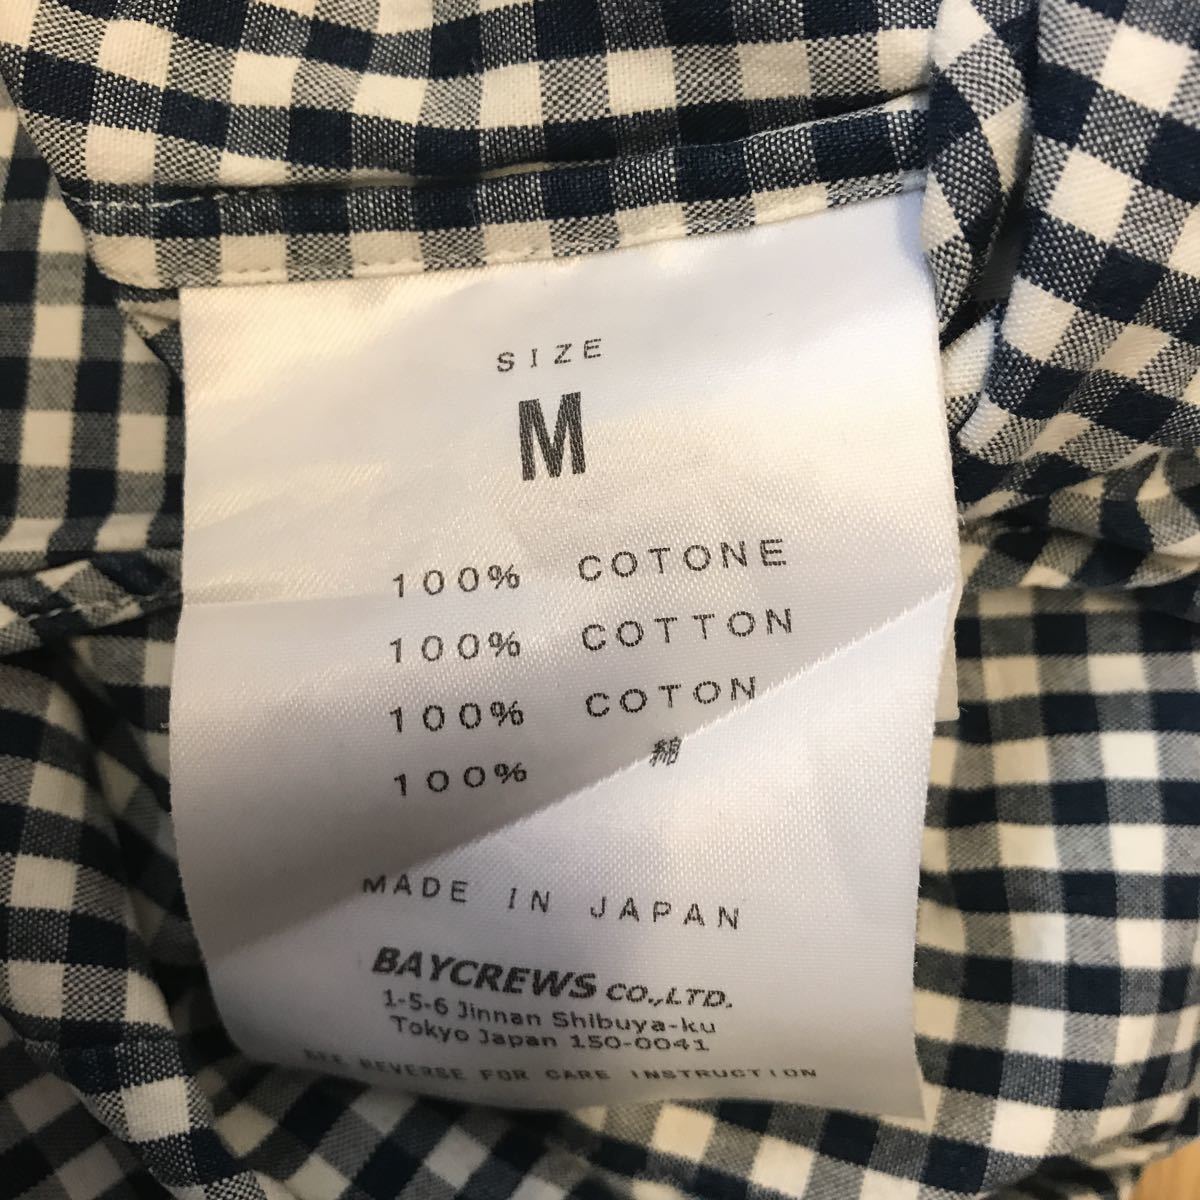 SIZE
M
100% COTONE
100% COTTON
100% COTON
100% 綿
MADE IN JAPAN
BAYCREWS CO.,LTD.
1-5-6 Jinnan Shibuya-ku
Tokyo Japan 150-0041
SEE REVERSE FOR CARE INSTRUCTION